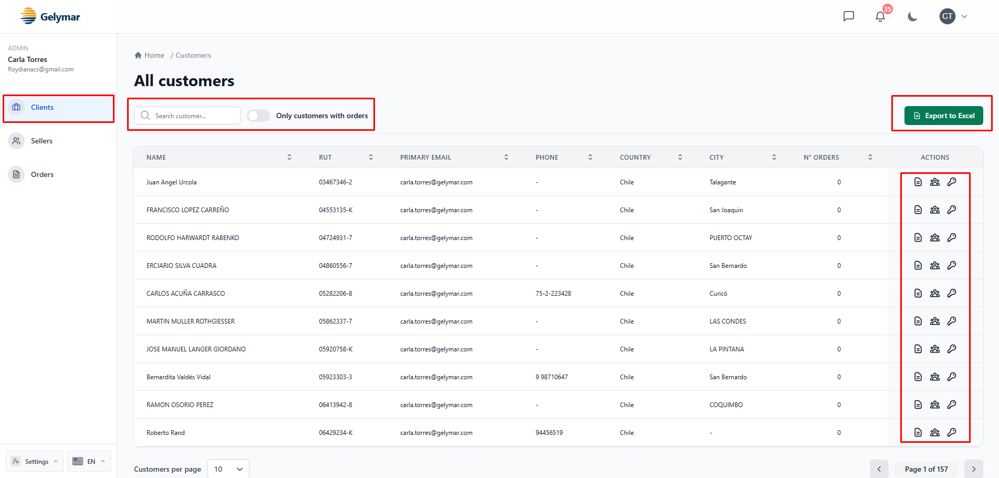 Gelymar
35
CT
ADMIN
Carla Torres
floydianacs@gmail.com
Clients
Sellers
Orders
Settings
EN
Home / Customers
All customers
Search customer...
Only customers with orders
Export to Excel
NAME RUT PRIMARY EMAIL PHONE COUNTRY CITY N° ORDERS ACTIONS
Juan Angel Urcola 03467346-2 carla.torres@gelymar.com - Chile Talagante 0
FRANCISCO LOPEZ CARREÑO 04553135-K carla.torres@gelymar.com - Chile San Joaquin 0
RODOLFO HARWARDT RABENKO 04724931-7 carla.torres@gelymar.com - Chile PUERTO OCTAY 0
ERCIARIO SILVA CUADRA 04860556-7 carla.torres@gelymar.com - Chile San Bernardo 0
CARLOS ACUÑA CARRASCO 05282206-8 carla.torres@gelymar.com 75-2-223428 Chile Curicó 0
MARTIN MULLER ROTHGIESSER 05862337-7 carla.torres@gelymar.com - Chile LAS CONDES 0
JOSE MANUEL LANGER GIORDANO 05920758-K carla.torres@gelymar.com - Chile LA PINTANA 0
Bernardita Valdés Vidal 05923303-3 carla.torres@gelymar.com 9 98710647 Chile San Bernardo 0
RAMON OSORIO PEREZ 06413942-8 carla.torres@gelymar.com - Chile COQUIMBO 0
Roberto Rand 06429234-K carla.torres@gelymar.com 94456519 Chile - 0
Customers per page 10
Page 1 of 157